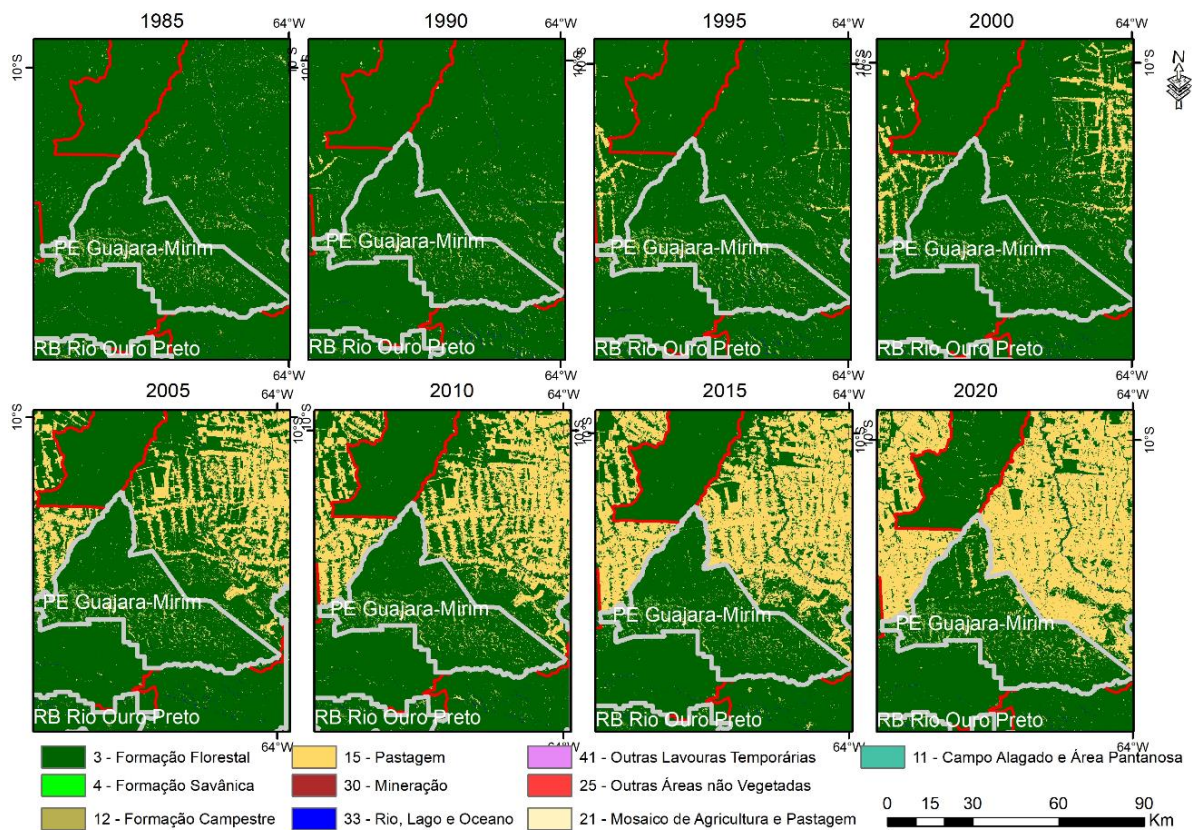 1985 1990 1995 2000
64°W 64°W 64°W 64°W
10°S 10°S 10°S 10°S
N
PE Guajara-Mirim PE Guajara-Mirim PE Guajara-Mirim PE Guajara-Mirim
RB Rio Ouro Preto RB Rio Ouro Preto RB Rio Ouro Preto RB Rio Ouro Preto
64°W 64°W 64°W 64°W
2005 2010 2015 2020
64°W 64°W 64°W 64°W
10°S 10°S 10°S 10°S
PE Guajara-Mirim PE Guajara-Mirim PE Guajara-Mirim PE Guajara-Mirim
RB Rio Ouro Preto RB Rio Ouro Preto RB Rio Ouro Preto RB Rio Ouro Preto
64°W 64°W 64°W 64°W
3 - Formação Florestal 15 - Pastagem 41 - Outras Lavouras Temporárias 11 - Campo Alagado e Área Pantanosa
4 - Formação Savânica 30 - Mineração 25 - Outras Áreas não Vegetadas
12 - Formação Campestre 33 - Rio, Lago e Oceano 21 - Mosaico de Agricultura e Pastagem
0 15 30 60 90
Km